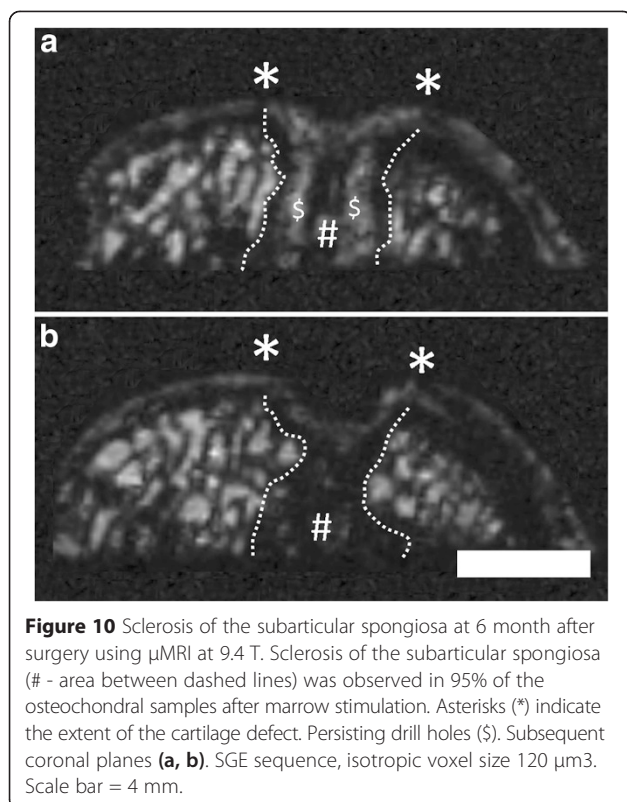 a
* *
$ $
#
b
* *
#
Figure 10 Sclerosis of the subarticular spongiosa at 6 month after
surgery using μMRI at 9.4 T. Sclerosis of the subarticular spongiosa
(# - area between dashed lines) was observed in 95% of the
osteochondral samples after marrow stimulation. Asterisks (*) indicate
the extent of the cartilage defect. Persisting drill holes ($). Subsequent
coronal planes (a, b). SGE sequence, isotropic voxel size 120 μm3.
Scale bar = 4 mm.